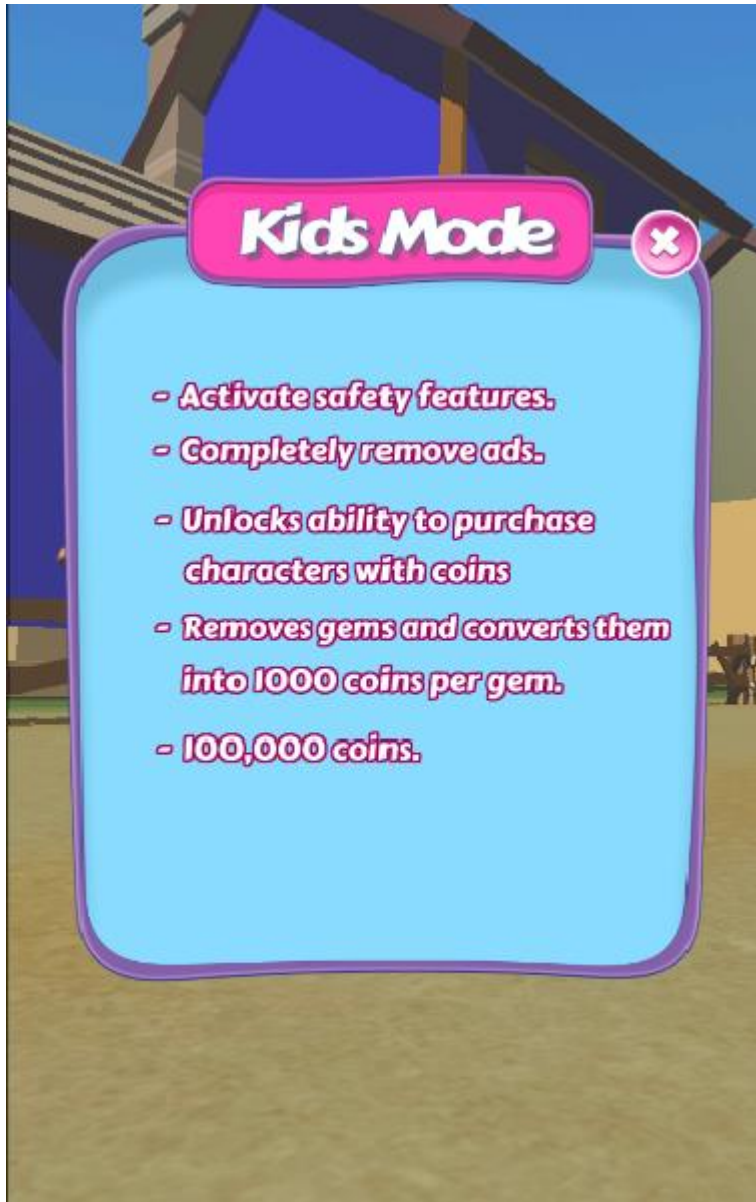 Kids Mode
- Activate safety features.
- Completely remove ads.
- Unlocks ability to purchase
characters with coins
- Removes gems and converts them
into 1000 coins per gem.
- 100,000 coins.